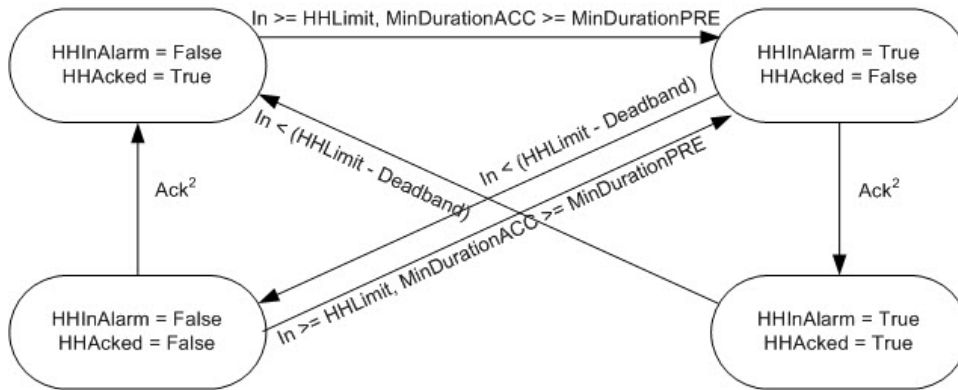 In >= HHLimit, MinDurationACC >= MinDurationPRE
HHInAlarm = False
HHAcked = True
HHInAlarm = True
HHAcked = False
In < (HHLimit - Deadband)
In < (HHLimit - Deadband)
In >= HHLimit, MinDurationACC >= MinDurationPRE
Ack²
Ack²
HHInAlarm = False
HHAcked = False
HHInAlarm = True
HHAcked = True